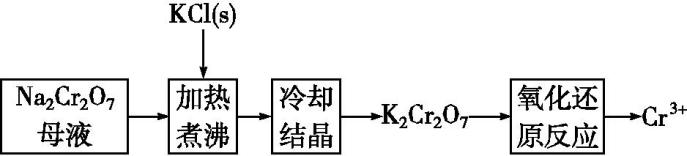 KCl(s)
Na₂Cr₂O₇
母液
加热
煮沸
冷却
结晶
K₂Cr₂O₇
氧化还
原反应
Cr³⁺